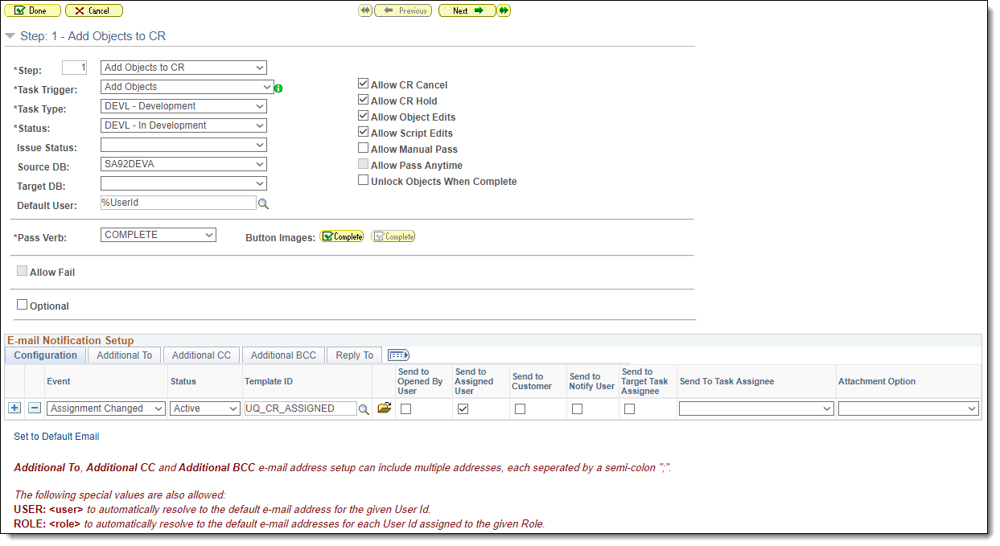 Done Cancel Previous Next
Step: 1 - Add Objects to CR
*Step: 1 Add Objects to CR
*Task Trigger: Add Objects
*Task Type: DEVL - Development
*Status: DEVL - In Development
Issue Status:
Source DB: SA92DEVA
Target DB:
Default User: %UserId
Allow CR Cancel
Allow CR Hold
Allow Object Edits
Allow Script Edits
Allow Manual Pass
Allow Pass Anytime
Unlock Objects When Complete
*Pass Verb: COMPLETE Button Images: Complete Complete
Allow Fail
Optional
E-mail Notification Setup
Configuration Additional To Additional CC Additional BCC Reply To
Event Status Template ID Send to Opened By User Send to Assigned User Send to Customer Send to Notify User Send to Target Task Assignee Send To Task Assignee Attachment Option
Assignment Changed Active UQ_CR_ASSIGNED
Set to Default Email
Additional To, Additional CC and Additional BCC e-mail address setup can include multiple addresses, each seperated by a semi-colon ";".
The following special values are also allowed:
USER: <user> to automatically resolve to the default e-mail address for the given User Id.
ROLE: <role> to automatically resolve to the default e-mail addresses for each User Id assigned to the given Role.